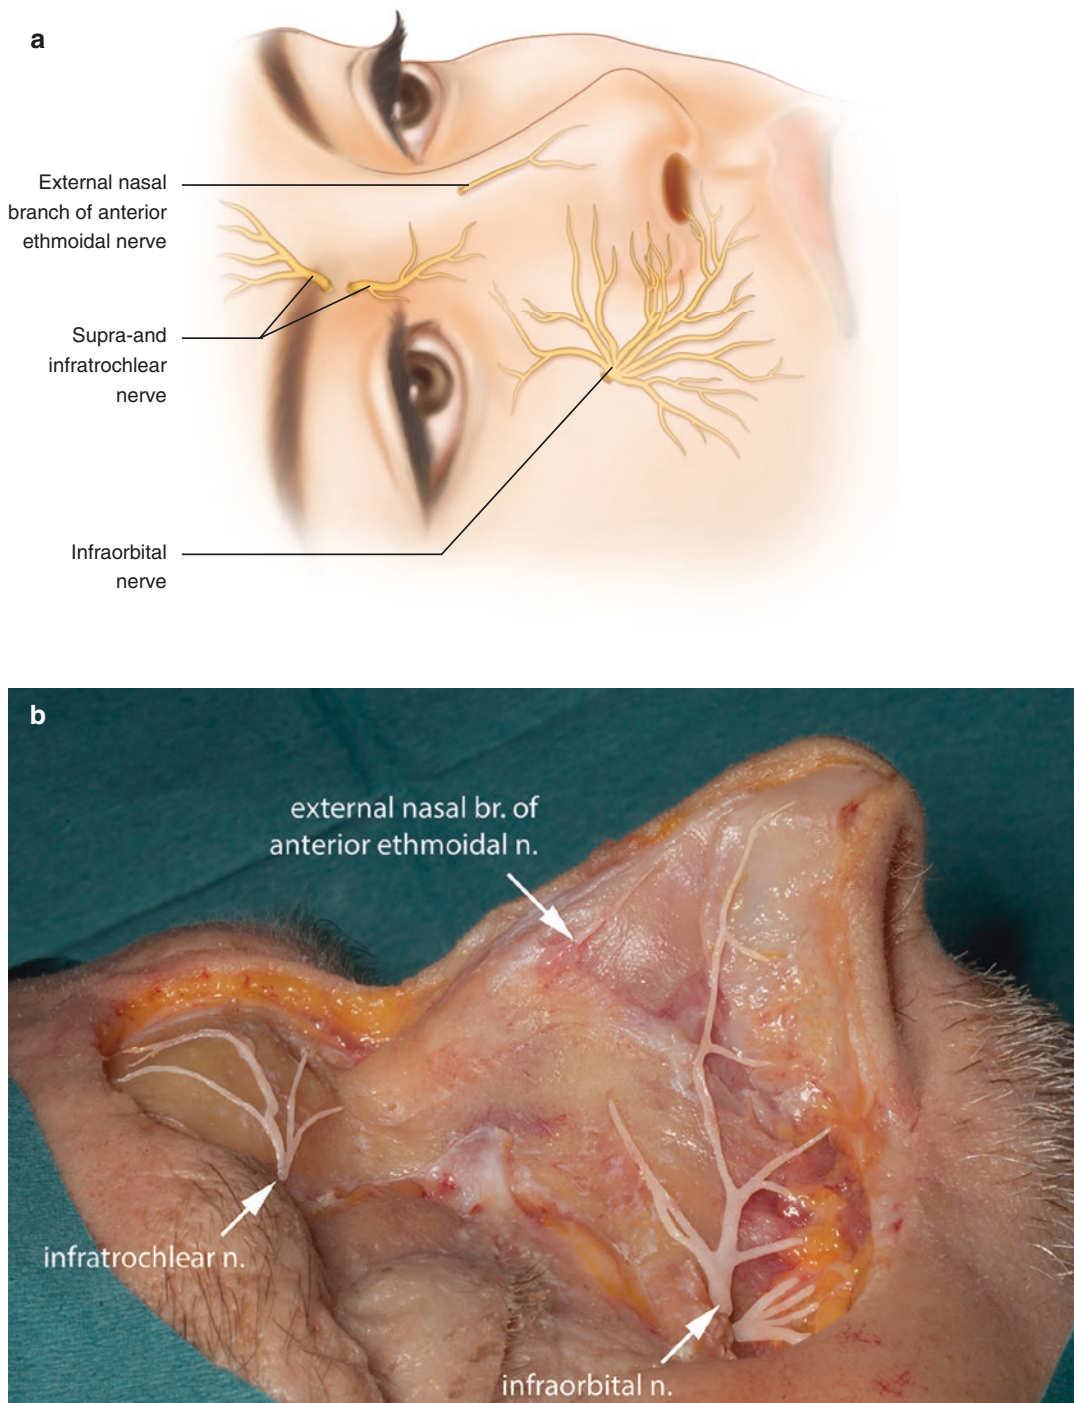 a
External nasal
branch of anterior
ethmoidal nerve
Supra-and
infratrochlear
nerve
Infraorbital
nerve
b
external nasal br. of
anterior ethmoidal n.
infratrochlear n.
infraorbital n.